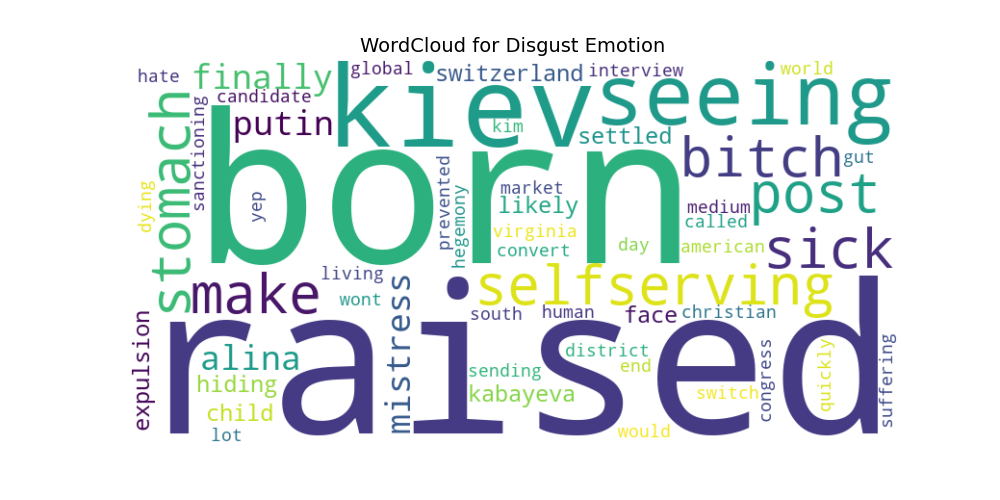 WordCloud for Disgust Emotion
hate
finally
global
switzerland
interview
world
candidate
putin
kiev
seeing
kim
settled
stomach
sanctioning
born
bitch
gut
post
dying
yep
prevented
hegemony
market
likely
virginia
convert
medium
called
day
american
sick
make
living
wont
mistress
selfserving
south
human
face
christian
raised
expulsion
alina
hiding
child
lot
sending
kabayeva
district
end
switch
would
congress
quickly
suffering